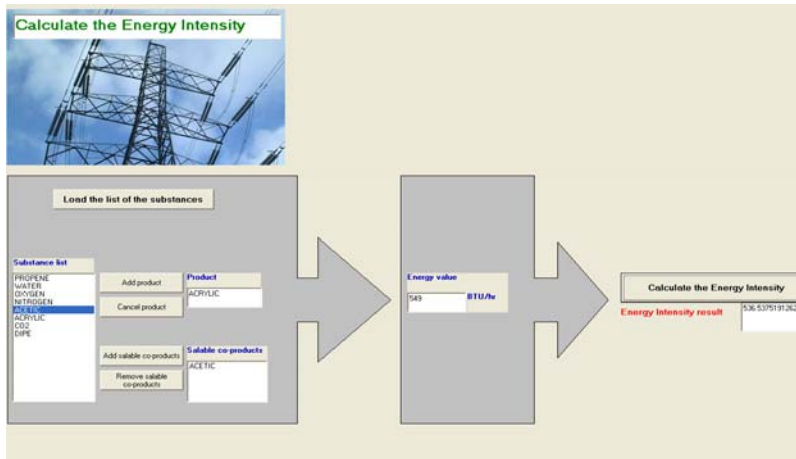 Calculate the Energy Intensity
Load the list of the substances
Substance list
PROPENE
WATER
OXYGEN
NITROGEN
ACETIC
ACRYLIC
CO2
DIPE
Add product
Cancel product
Product
ACRYLIC
Add salable co-products
Remove salable
co-products
Salable co-products
ACETIC
Energy value
549
BTU/hr
Calculate the Energy Intensity
Energy Intensity result
536.5375191262